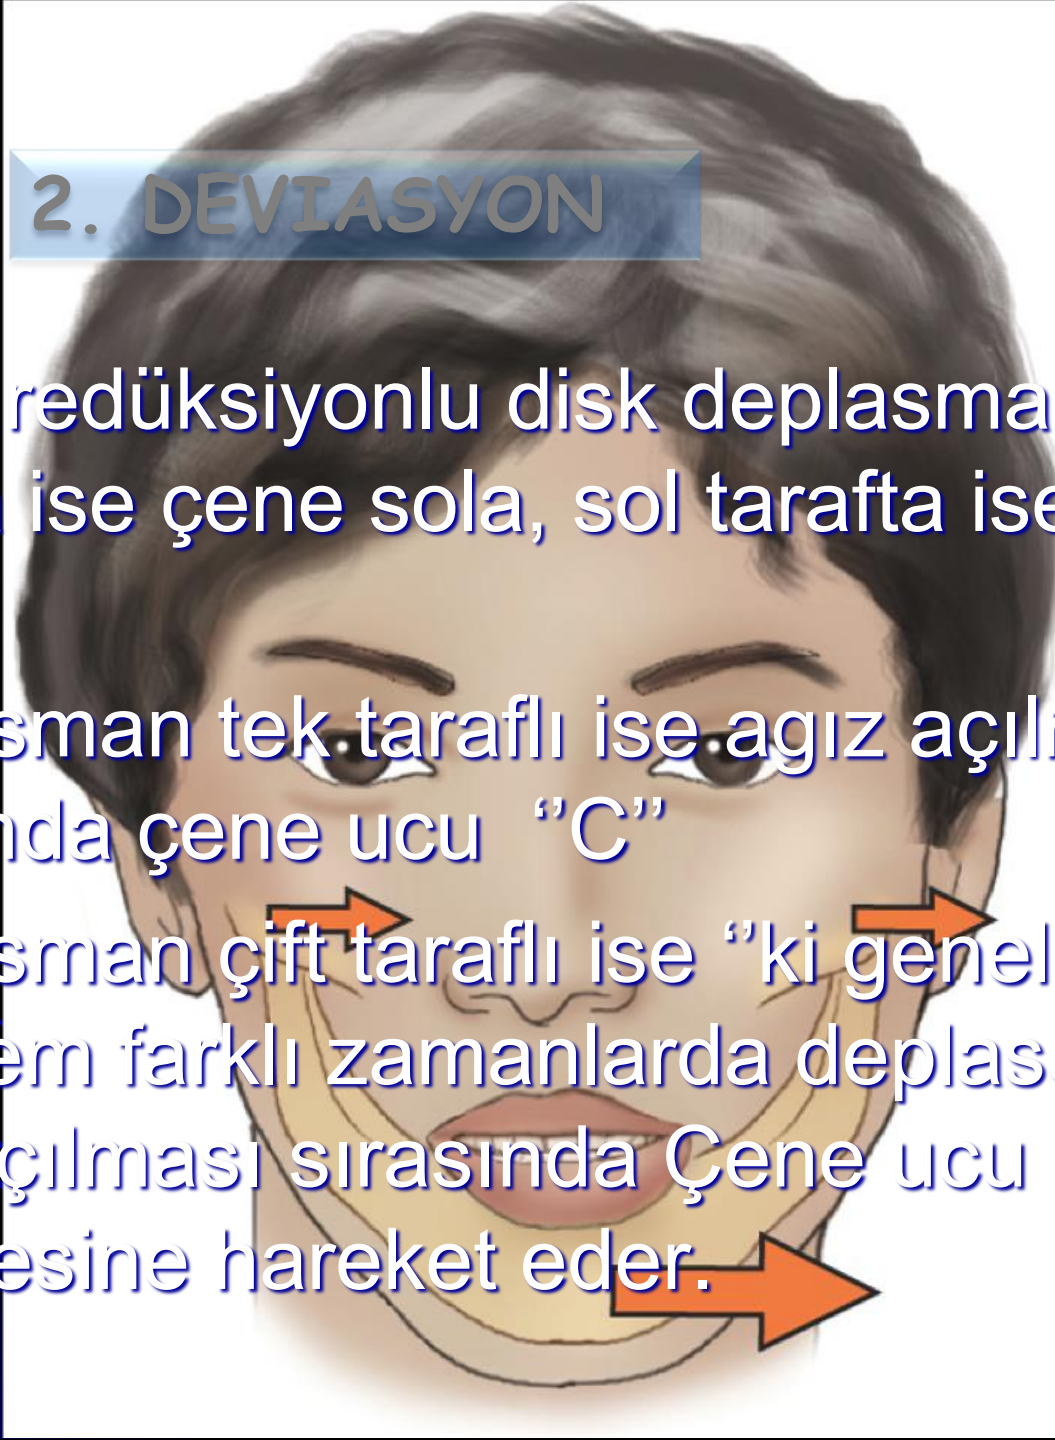 2. DEVIASYON
redüksiyonlu disk deplasma
ise çene sola, sol tarafta ise
sman tek taraflı ise agız açılı
nda çene ucu ‘’C’’
sman çift taraflı ise ‘’ki genel
em farklı zamanlarda deplas
çılması sırasında Çene ucu
esine hareket eder.